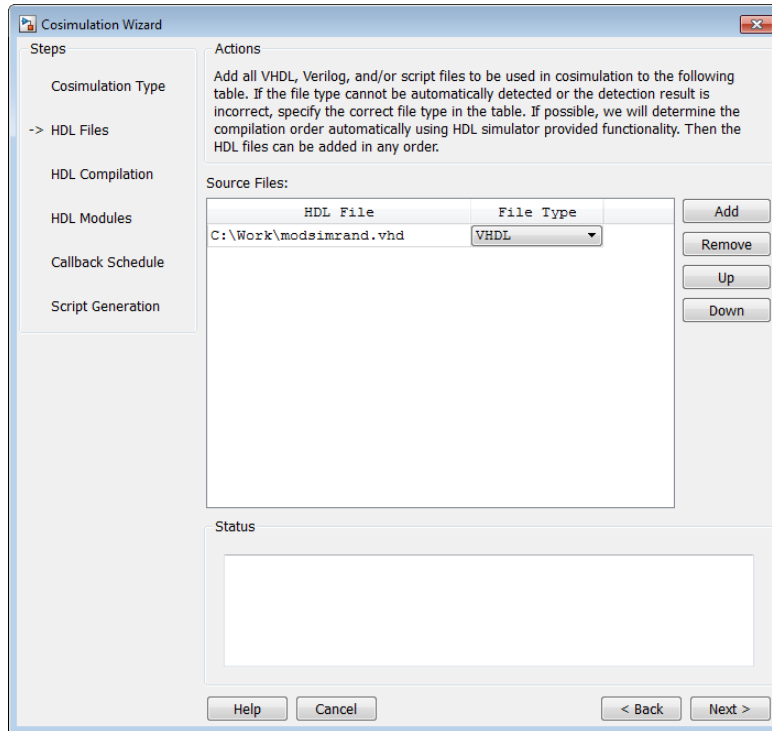 Cosimulation Wizard
Steps
Cosimulation Type
-> HDL Files
HDL Compilation
HDL Modules
Callback Schedule
Script Generation
Actions
Add all VHDL, Verilog, and/or script files to be used in cosimulation to the following
table. If the file type cannot be automatically detected or the detection result is
incorrect, specify the correct file type in the table. If possible, we will determine the
compilation order automatically using HDL simulator provided functionality. Then the
HDL files can be added in any order.
Source Files:
HDL File File Type
C:\Work\modsimrand.vhd VHDL
Add
Remove
Up
Down
Status
Help Cancel < Back Next >